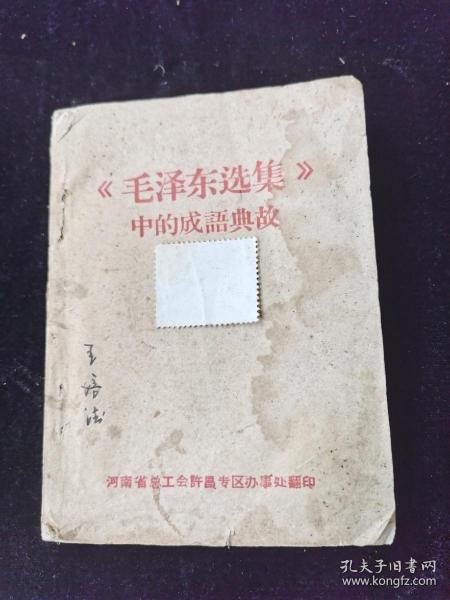 《毛泽东选集》
中的成語典故
王
河南省总工会許昌专区办事处翻印
孔夫子旧书网
www.kongfz.com